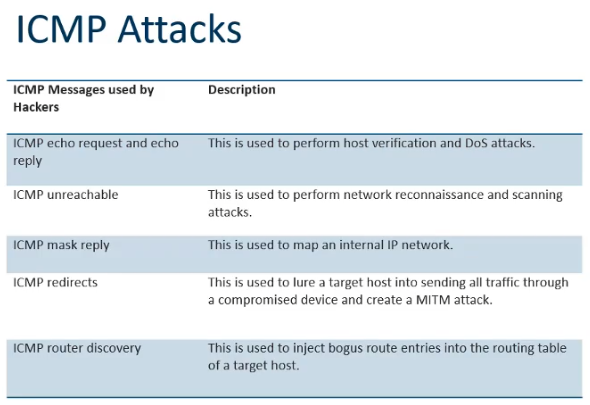 ICMP Attacks
ICMP Messages used by Hackers
Description
ICMP echo request and echo reply
This is used to perform host verification and DoS attacks.
ICMP unreachable
This is used to perform network reconnaissance and scanning
attacks.
ICMP mask reply
This is used to map an internal IP network.
ICMP redirects
This is used to lure a target host into sending all traffic through
a compromised device and create a MITM attack.
ICMP router discovery
This is used to inject bogus route entries into the routing table
of a target host.